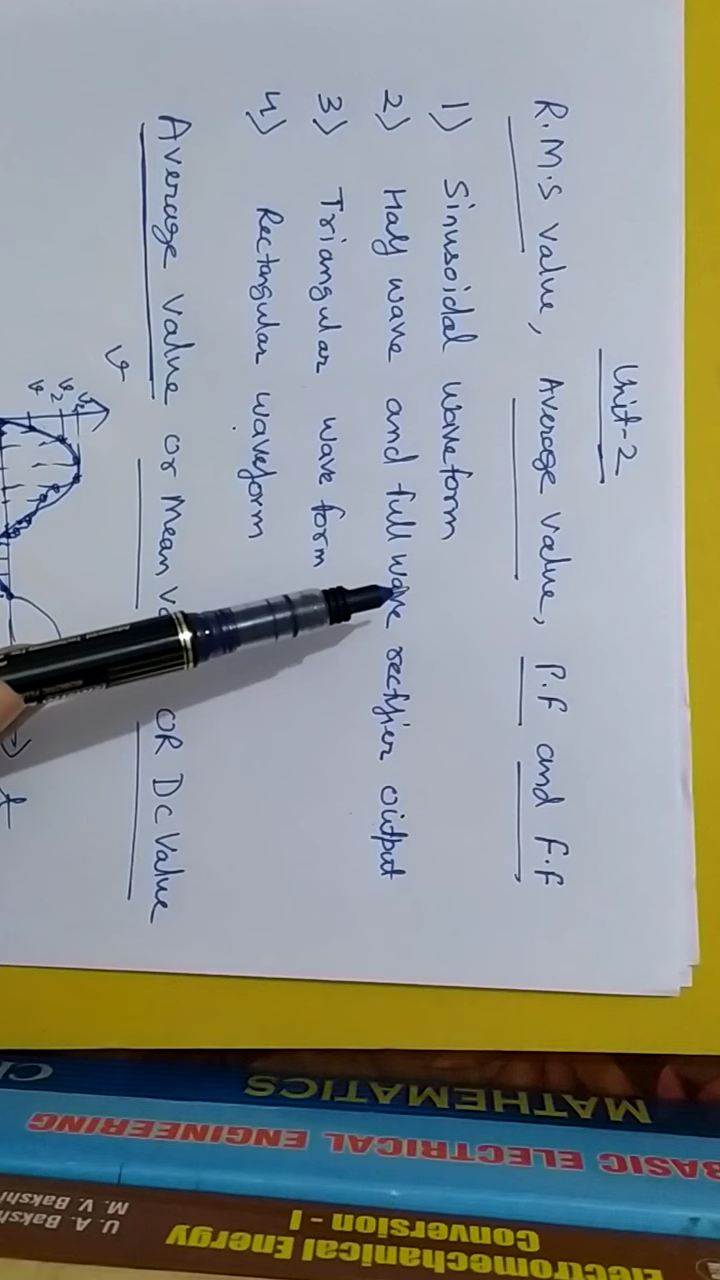 Unit-2
R.M.S value, Average value, P.F and F.F
1) Sinusoidal waveform
2) Half wave and full wave rectifier output
3) Triangular wave form
4) Rectangular waveform
Average value or Mean OR DC Value
v
t
MATHEMATICS
BASIC ELECTRICAL ENGINEERING
Electromechanical Energy
Conversion - I
U. A. Bakshi
M. V. Bakshi